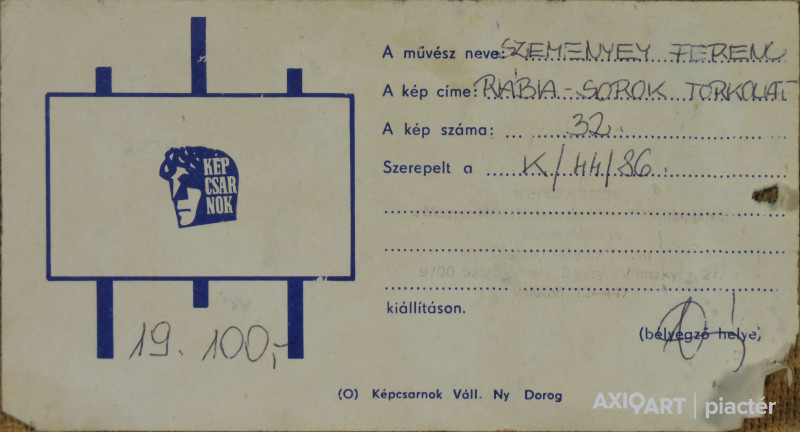 A művész neve: SZEMENYEY FERENC
A kép címe: RÁBA-SOROK TORKOLAT
A kép száma: 32.
Szerepelt a K/44/86
KÉP
CSAR
NOK
kiállításon.
(bélyegző helye)
19.100,-
(O) Képcsarnok Váll. Ny Dorog
AXIOART | piactér